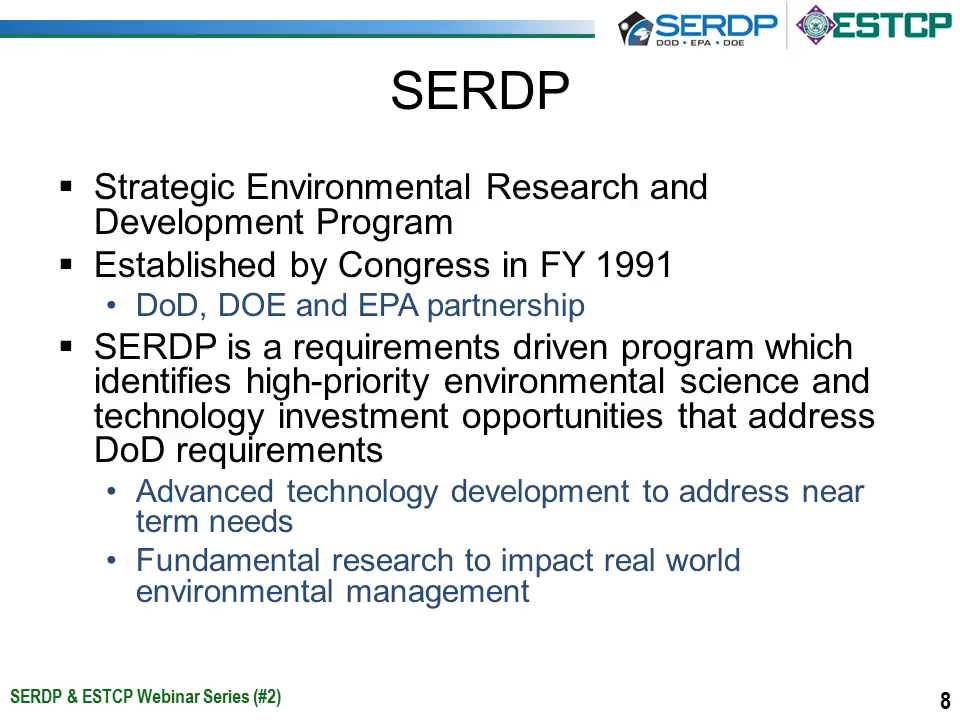 SERDP
DOD • EPA • DOE
ESTCP
SERDP
▪ Strategic Environmental Research and
Development Program
▪ Established by Congress in FY 1991
• DoD, DOE and EPA partnership
▪ SERDP is a requirements driven program which
identifies high-priority environmental science and
technology investment opportunities that address
DoD requirements
• Advanced technology development to address near
term needs
• Fundamental research to impact real world
environmental management
SERDP & ESTCP Webinar Series (#2)
8